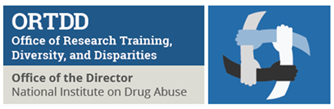 ORTDD
Office of Research Training,
Diversity, and Disparities
Office of the Director
National Institute on Drug Abuse